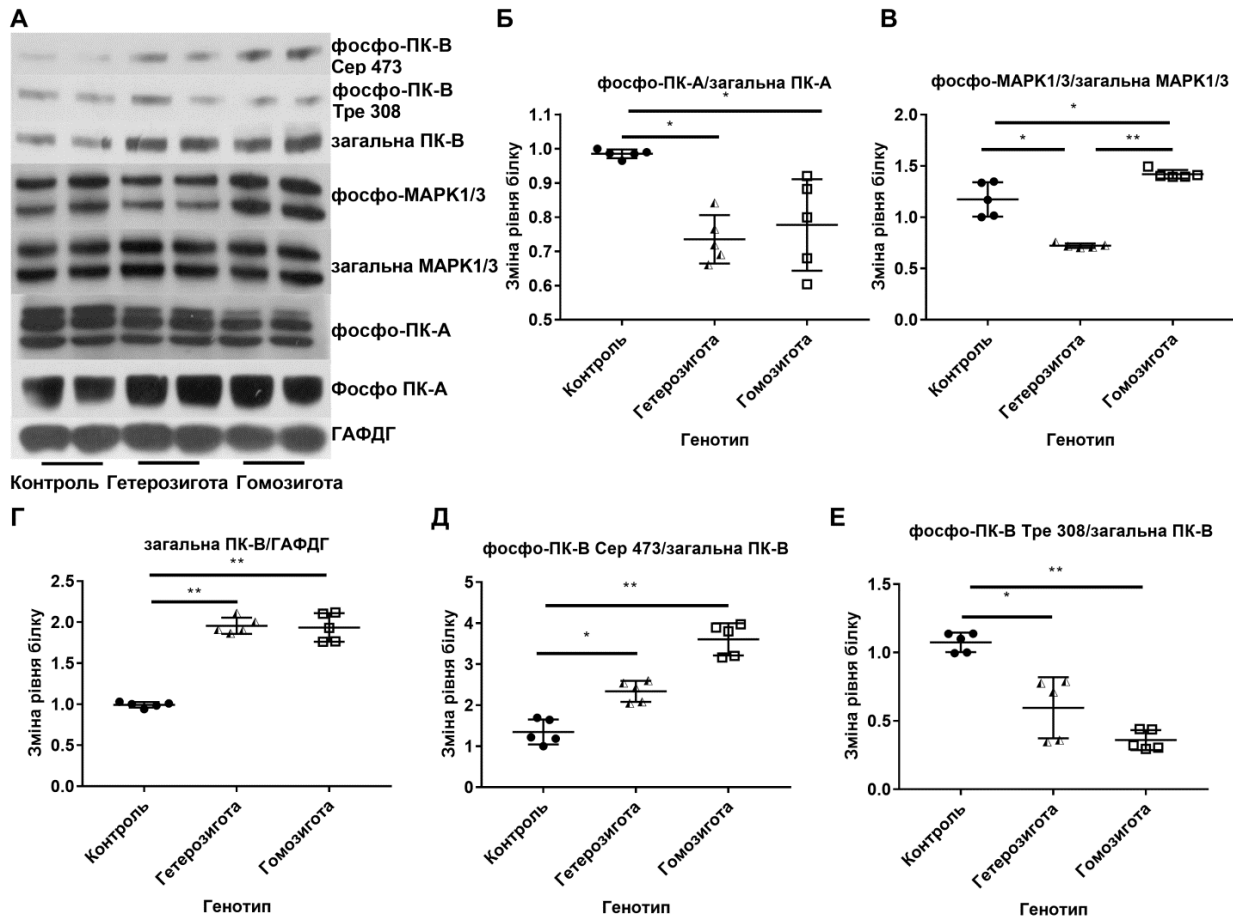 А
фосфо-ПК-В
Сер 473
фосфо-ПК-В
Тре 308
загальна ПК-В
фосфо-МАРК1/3
загальна МАРК1/3
фосфо-ПК-А
Фосфо ПК-А
ГАФДГ
Контроль Гетерозигота Гомозигота
Б
фосфо-ПК-А/загальна ПК-А
Зміна рівня білку
1.1
1.0
0.9
0.8
0.7
0.6
0.5
*
*
Контроль
Гетерозигота
Гомозигота
Генотип
В
фосфо-МАРК1/3/загальна МАРК1/3
Зміна рівня білку
2.0
1.5
1.0
0.5
0.0
*
*
**
Контроль
Гетерозигота
Гомозигота
Генотип
Г
загальна ПК-В/ГАФДГ
Зміна рівня білку
2.5
2.0
1.5
1.0
0.5
0.0
**
**
Контроль
Гетерозигота
Гомозигота
Генотип
Д
фосфо-ПК-В Сер 473/загальна ПК-В
Зміна рівня білку
5
4
3
2
1
0
**
*
Контроль
Гетерозигота
Гомозигота
Генотип
Е
фосфо-ПК-В Тре 308/загальна ПК-В
Зміна рівня білку
1.5
1.0
0.5
0.0
**
*
Контроль
Гетерозигота
Гомозигота
Генотип